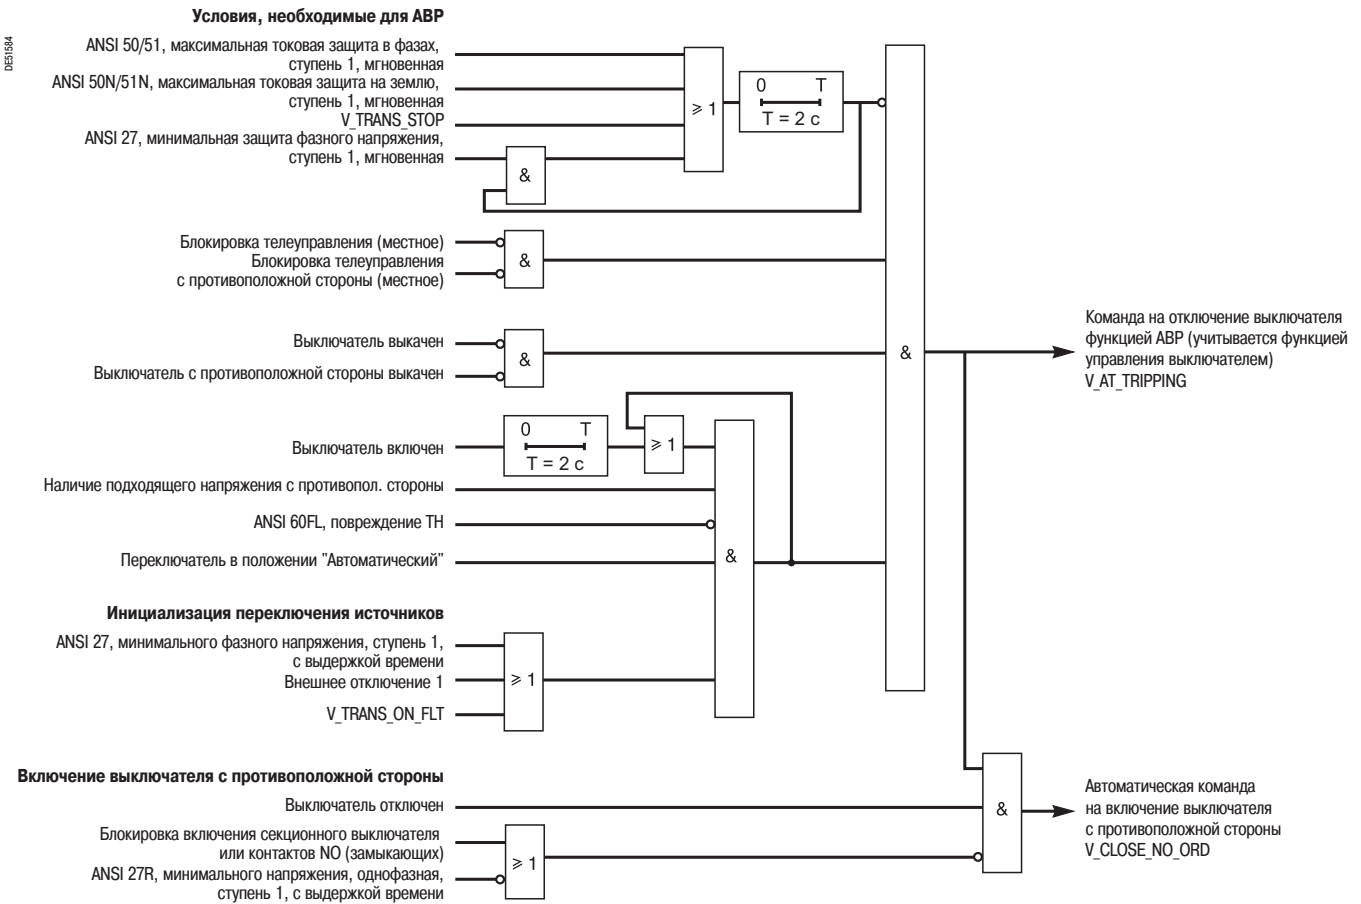 Условия, необходимые для АВР
DE51584
ANSI 50/51, максимальная токовая защита в фазах,
ступень 1, мгновенная
ANSI 50N/51N, максимальная токовая защита на землю,
ступень 1, мгновенная
V_TRANS_STOP
ANSI 27, минимальная защита фазного напряжения,
ступень 1, мгновенная
&
⩾ 1
0 T
T = 2 с
Блокировка телеуправления (местное)
Блокировка телеуправления
с противоположной стороны (местное)
&
Выключатель выкачен
Выключатель с противоположной стороны выкачен
&
&
Команда на отключение выключателя
функцией АВР (учитывается функцией
управления выключателем)
V_AT_TRIPPING
Выключатель включен
0 T
T = 2 с
⩾ 1
Наличие подходящего напряжения с противопол. стороны
ANSI 60FL, повреждение ТН
Переключатель в положении "Автоматический"
&
Инициализация переключения источников
ANSI 27, минимального фазного напряжения, ступень 1,
с выдержкой времени
Внешнее отключение 1
V_TRANS_ON_FLT
⩾ 1
Включение выключателя с противоположной стороны
Выключатель отключен
Блокировка включения секционного выключателя
или контактов NO (замыкающих)
ANSI 27R, минимального напряжения, однофазная,
ступень 1, с выдержкой времени
⩾ 1
&
Автоматическая команда
на включение выключателя
с противоположной стороны
V_CLOSE_NO_ORD